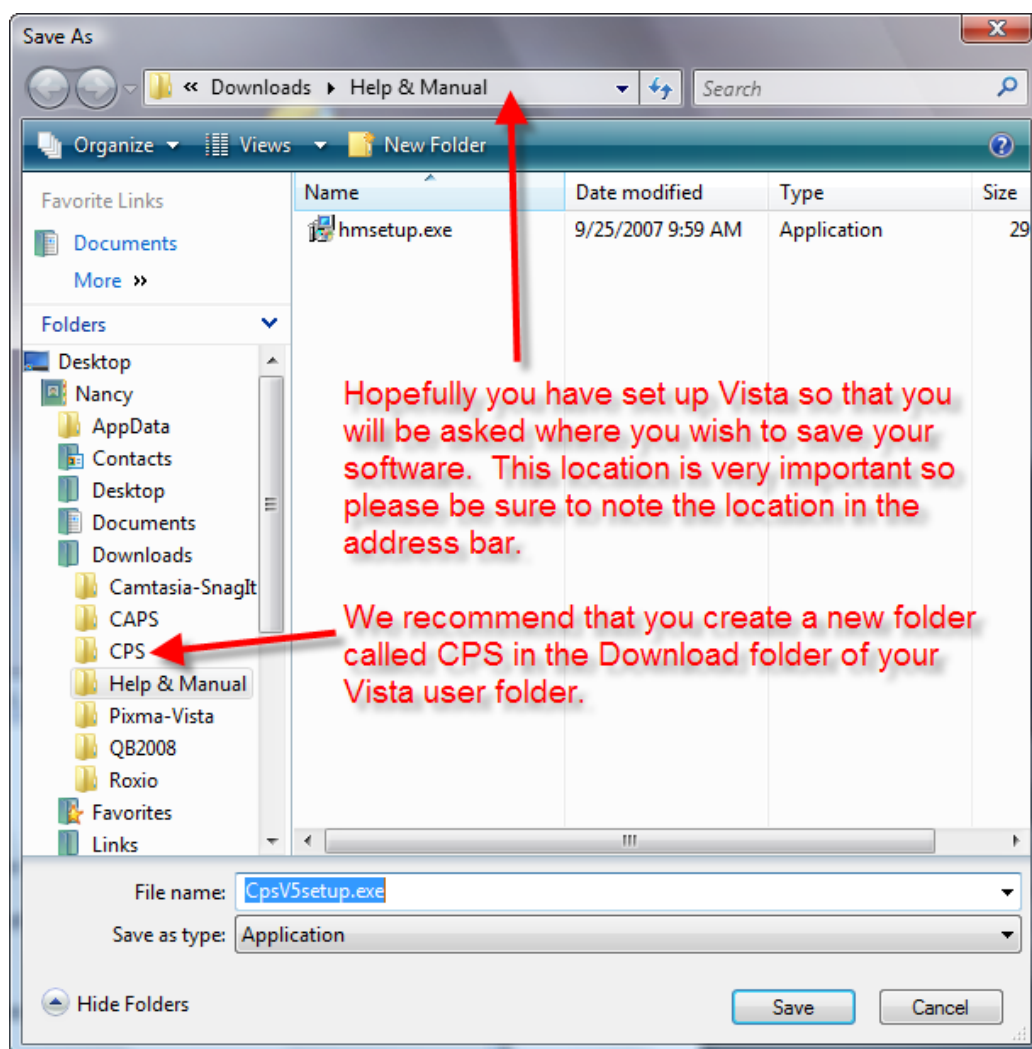 Save As
« Downloads ▸ Help & Manual
Search
Organize
Views
New Folder
Favorite Links
Documents
More »
Folders
Desktop
Nancy
AppData
Contacts
Desktop
Documents
Downloads
Camtasia-SnagIt
CAPS
CPS
Help & Manual
Pixma-Vista
QB2008
Roxio
Favorites
Links
Name Date modified Type Size
hmsetup.exe 9/25/2007 9:59 AM Application 29
Hopefully you have set up Vista so that you
will be asked where you wish to save your
software. This location is very important so
please be sure to note the location in the
address bar.
We recommend that you create a new folder
called CPS in the Download folder of your
Vista user folder.
File name: CpsV5setup.exe
Save as type: Application
Hide Folders
Save Cancel